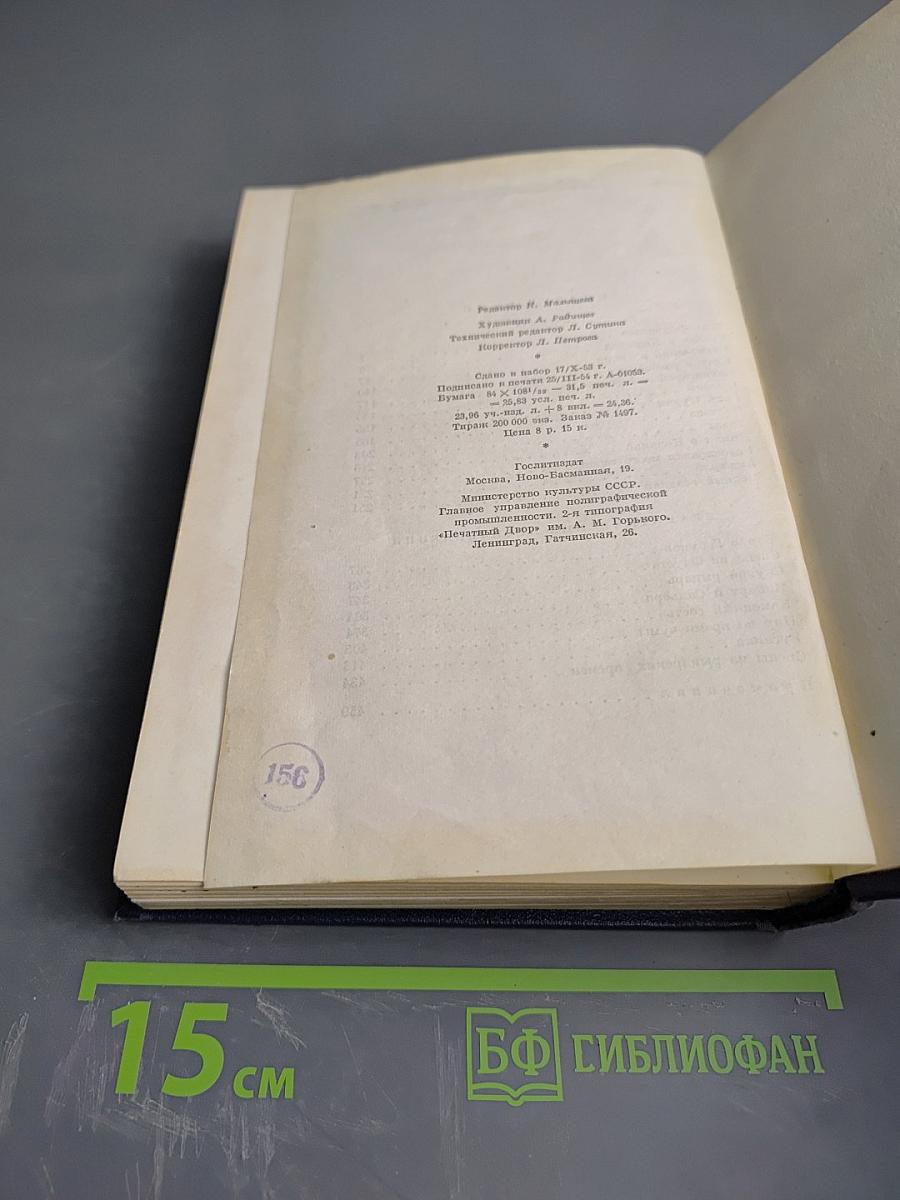 Редактор Н.
Художник А. Радищев
Технический редактор Л. Сутина
Корректор Л. Петрова
*
Сдано в набор 17/X-53 г.
Подписано к печати 25/III-54 г. А-01053.
Бумага 84 × 108¹/₃₂ — 31,5 печ. л. =
= 25,83 усл. печ. л.
23,96 уч.-изд. л. + 8 вкл. = 24,36.
Тираж 200 000 экз. Заказ № 1497.
Цена 8 р. 15 к.
*
Гослитиздат
Москва, Ново-Басманная, 19.
Министерство культуры СССР.
Главное управление полиграфической
промышленности. 2-я типография
«Печатный Двор» им. А. М. Горького.
Ленинград, Гатчинская, 26.
156
15 см
БФ
БИБЛИОФАН